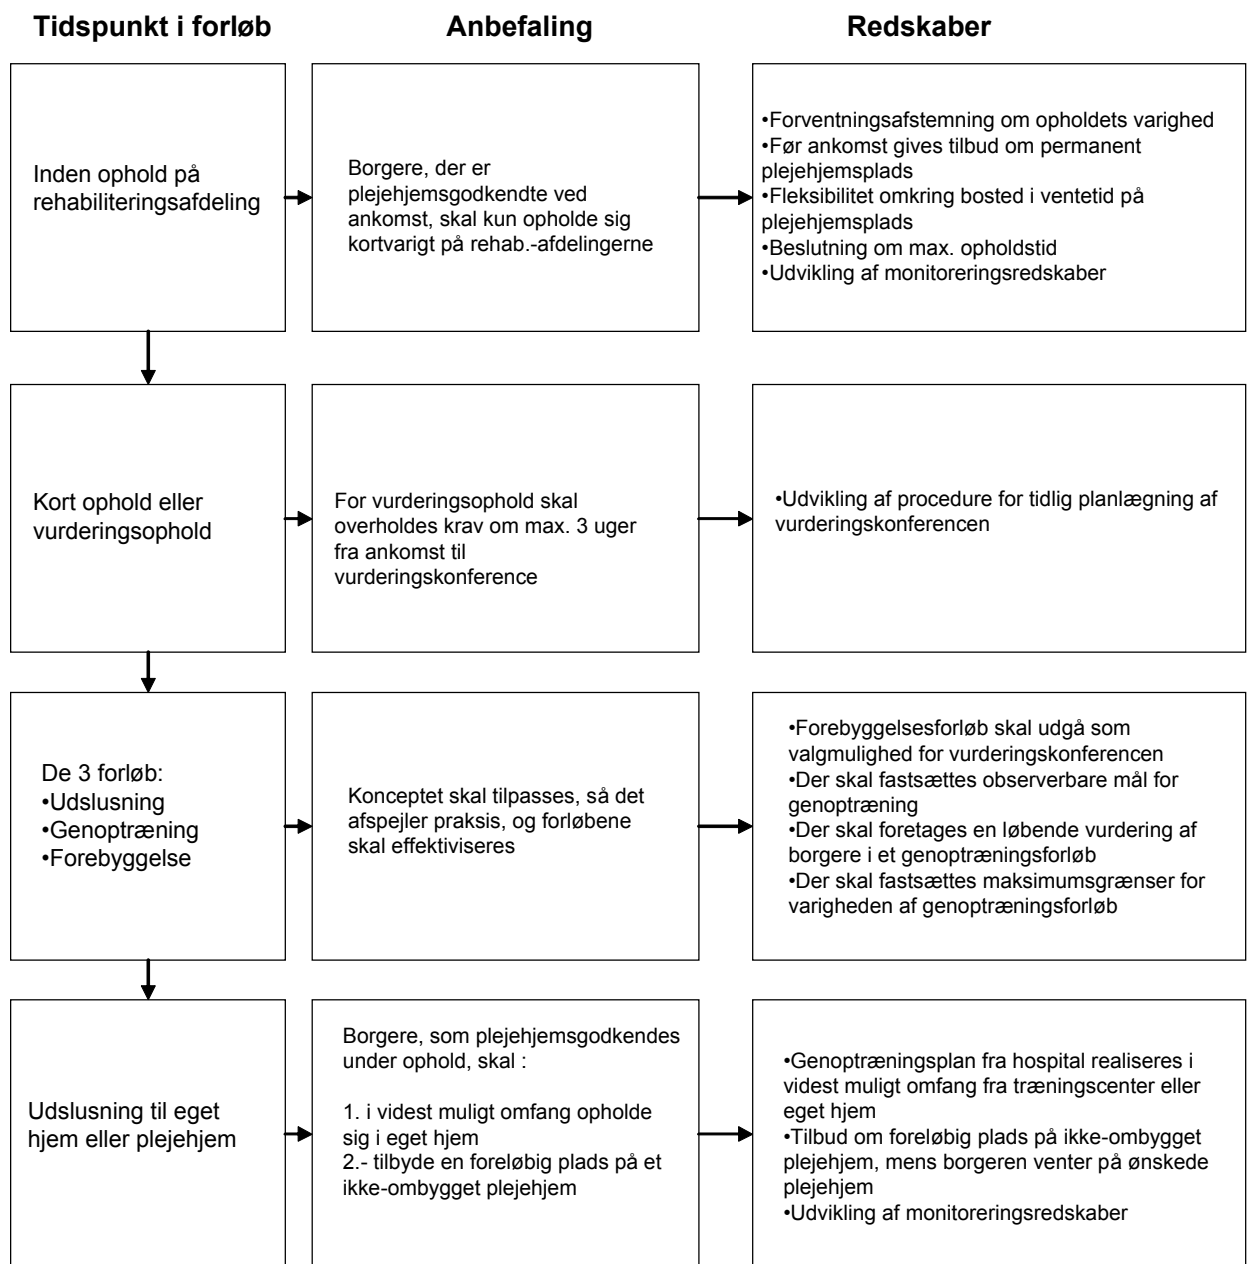 Tidspunkt i forløb
Anbefaling
Redskaber
Inden ophold på
rehabiliteringsafdeling
Borgere, der er
plejehjemsgodkendte ved
ankomst, skal kun opholde sig
kortvarigt på rehab.-afdelingerne
•Forventningsafstemning om opholdets varighed
•Før ankomst gives tilbud om permanent
plejehjemsplads
•Fleksibilitet omkring bosted i ventetid på
plejehjemsplads
•Beslutning om max. opholdstid
•Udvikling af monitoreringsredskaber
Kort ophold eller
vurderingsophold
For vurderingsophold skal
overholdes krav om max. 3 uger
fra ankomst til
vurderingskonference
•Udvikling af procedure for tidlig planlægning af
vurderingskonferencen
De 3 forløb:
•Udslusning
•Genoptræning
•Forebyggelse
Konceptet skal tilpasses, så det
afspejler praksis, og forløbene
skal effektiviseres
•Forebyggelsesforløb skal udgå som
valgmulighed for vurderingskonferencen
•Der skal fastsættes observerbare mål for
genoptræning
•Der skal foretages en løbende vurdering af
borgere i et genoptræningsforløb
•Der skal fastsættes maksimumsgrænser for
varigheden af genoptræningsforløb
Udslusning til eget
hjem eller plejehjem
Borgere, som plejehjemsgodkendes
under ophold, skal :
1. i videst muligt omfang opholde
sig i eget hjem
2.- tilbyde en foreløbig plads på et
ikke-ombygget plejehjem
•Genoptræningsplan fra hospital realiseres i
videst muligt omfang fra træningscenter eller
eget hjem
•Tilbud om foreløbig plads på ikke-ombygget
plejehjem, mens borgeren venter på ønskede
plejehjem
•Udvikling af monitoreringsredskaber